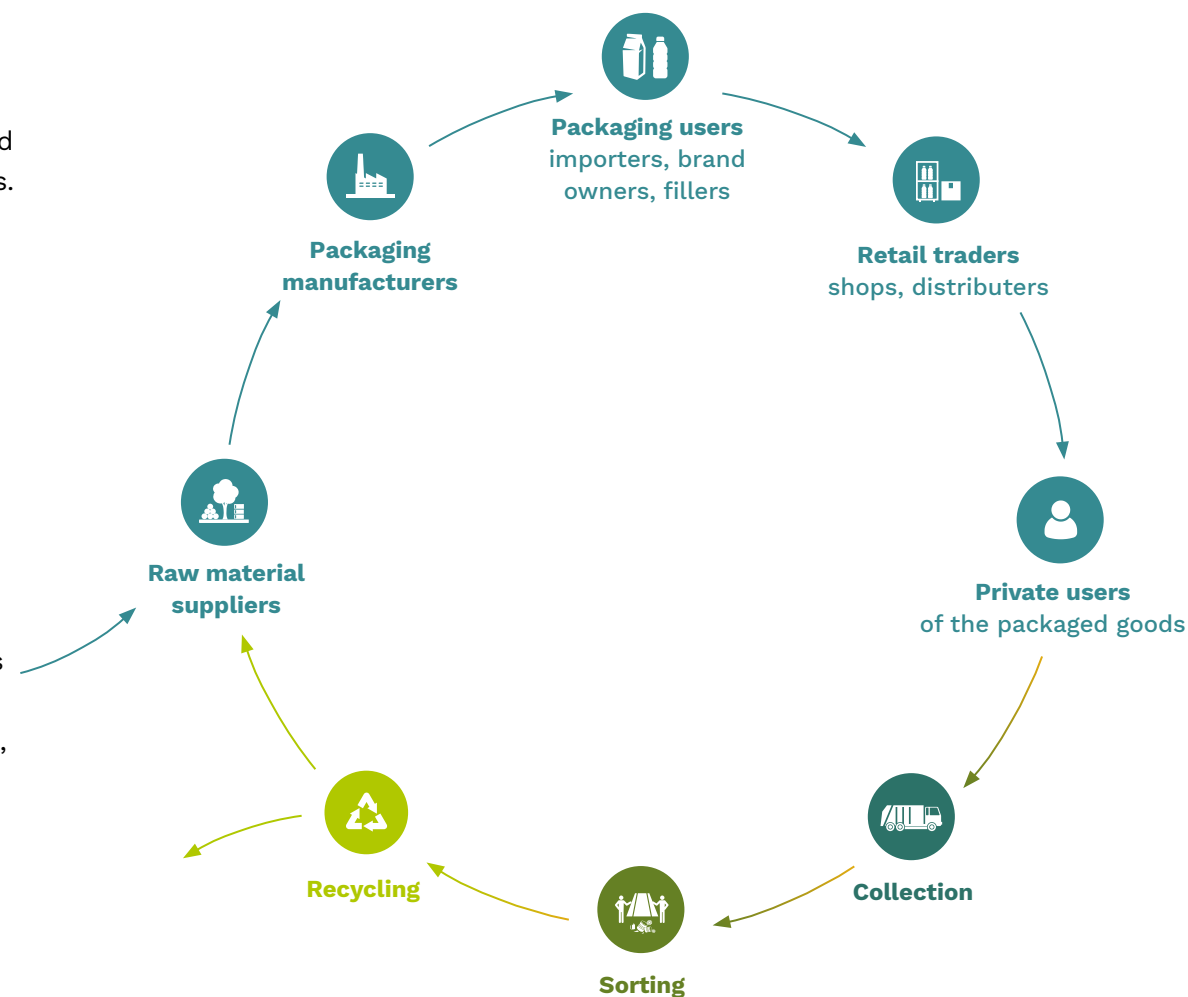 Packaging users
importers, brand
owners, fillers
Packaging
manufacturers
Retail traders
shops, distributers
Raw material
suppliers
Private users
of the packaged goods
Recycling
Collection
Sorting